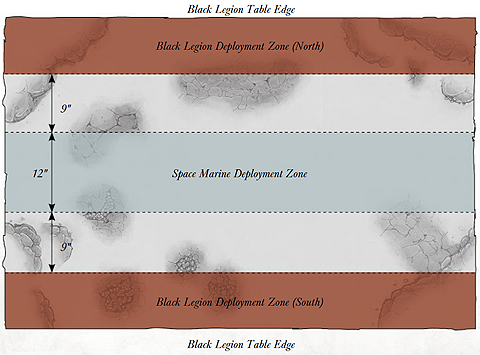 Black Legion Table Edge
Black Legion Deployment Zone (North)
9"
12"
Space Marine Deployment Zone
9"
Black Legion Deployment Zone (South)
Black Legion Table Edge